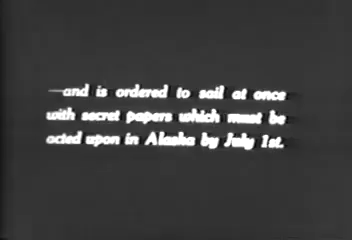 —and is ordered to sail at once
with secret papers which must be
acted upon in Alaska by July 1st.